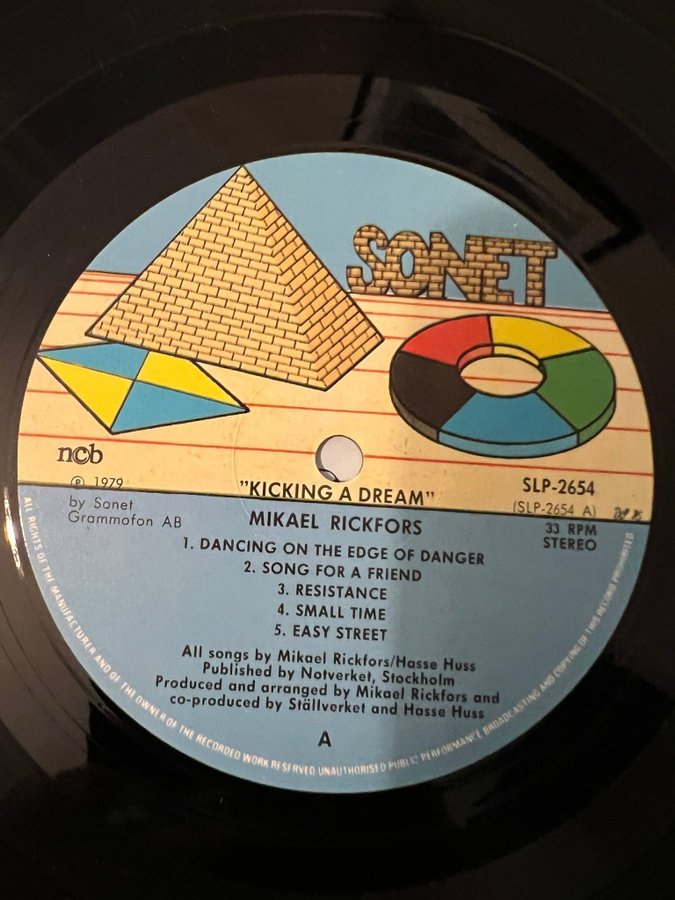 SONET
ncb
℗ 1979
by Sonet
Grammofon AB
"KICKING A DREAM"
SLP-2654
(SLP-2654 A)
33 RPM
STEREO
MIKAEL RICKFORS
1. DANCING ON THE EDGE OF DANGER
2. SONG FOR A FRIEND
3. RESISTANCE
4. SMALL TIME
5. EASY STREET
All songs by Mikael Rickfors/Hasse Huss
Published by Notverket, Stockholm
Produced and arranged by Mikael Rickfors and
co-produced by Ställverket and Hasse Huss
A
ALL RIGHTS OF THE MANUFACTURER AND OF THE OWNER OF THE RECORDED WORK RESERVED UNAUTHORISED PUBLIC PERFORMANCE BROADCASTING AND COPYING OF THIS RECORD PROHIBITED